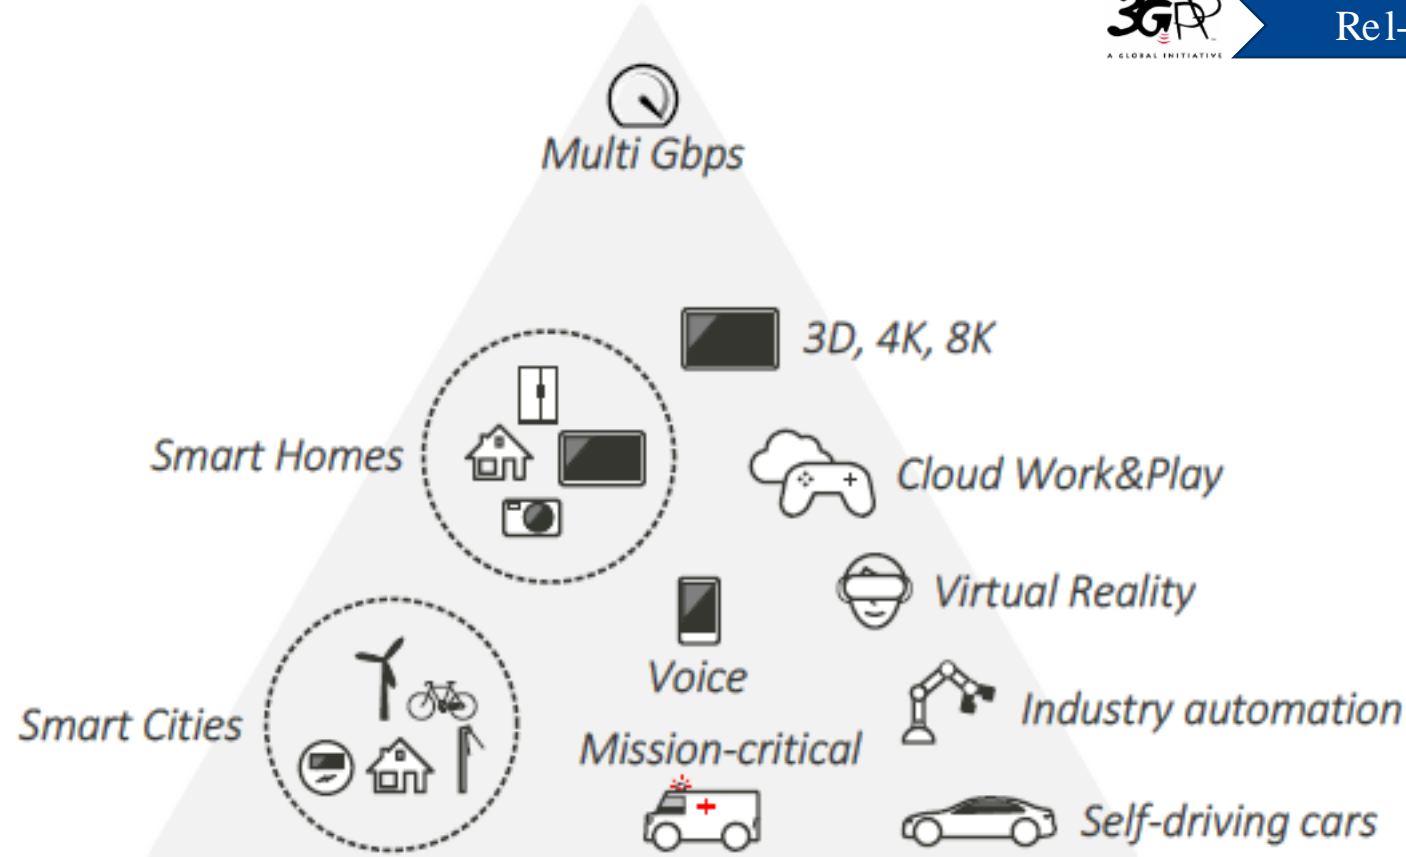 3GPP
A GLOBAL INITIATIVE
Rel-
Multi Gbps
3D, 4K, 8K
Smart Homes
Cloud Work&Play
Virtual Reality
Voice
Smart Cities
Industry automation
Mission-critical
Self-driving cars